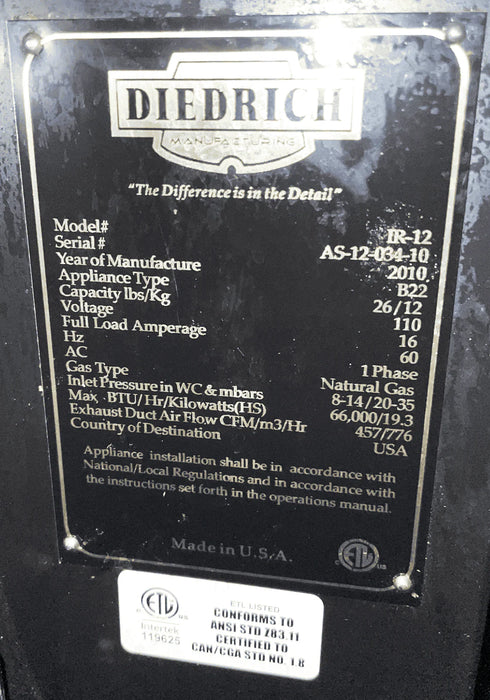 DIEDRICH
MANUFACTURING
"The Difference is in the Detail"
Model# IR-12
Serial # AS-12-034-10
Year of Manufacture 2010
Appliance Type B22
Capacity lbs/Kg 26/12
Voltage 110
Full Load Amperage 16
Hz 60
AC 1 Phase
Gas Type Natural Gas
Inlet Pressure in WC & mbars 8-14/20-35
Max. BTU/Hr/Kilowatts(HS) 66,000/19.3
Exhaust Duct Air Flow CFM/m3/Hr 457/776
Country of Destination USA
Appliance installation shall be in accordance with
National/Local Regulations and in accordance with
the instructions set forth in the operations manual.
Made in U.S.A.
ETL
ETL
Intertek
119625
ETL LISTED
CONFORMS TO
ANSI STD Z83.11
CERTIFIED TO
CAN/CGA STD NO. 1.8